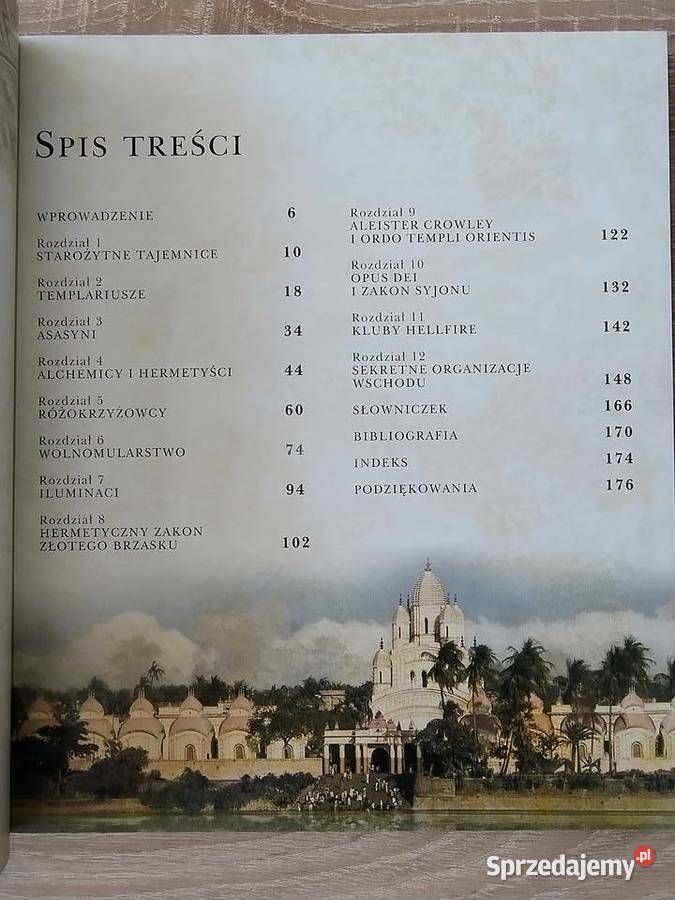 SPIS TREŚCI
WPROWADZENIE 6
Rozdział 1
STAROŻYTNE TAJEMNICE 10
Rozdział 2
TEMPLARIUSZE 18
Rozdział 3
ASASYNI 34
Rozdział 4
ALCHEMICY I HERMETYŚCI 44
Rozdział 5
RÓŻOKRZYŻOWCY 60
Rozdział 6
WOLNOMULARSTWO 74
Rozdział 7
ILUMINACI 94
Rozdział 8
HERMETYCZNY ZAKON
ZŁOTEGO BRZASKU 102
Rozdział 9
ALEISTER CROWLEY
I ORDO TEMPLI ORIENTIS 122
Rozdział 10
OPUS DEI
I ZAKON SYJONU 132
Rozdział 11
KLUBY HELLFIRE 142
Rozdział 12
SEKRETNE ORGANIZACJE
WSCHODU 148
SŁOWNICZEK 166
BIBLIOGRAFIA 170
INDEKS 174
PODZIĘKOWANIA 176
Sprzedajemy.pl